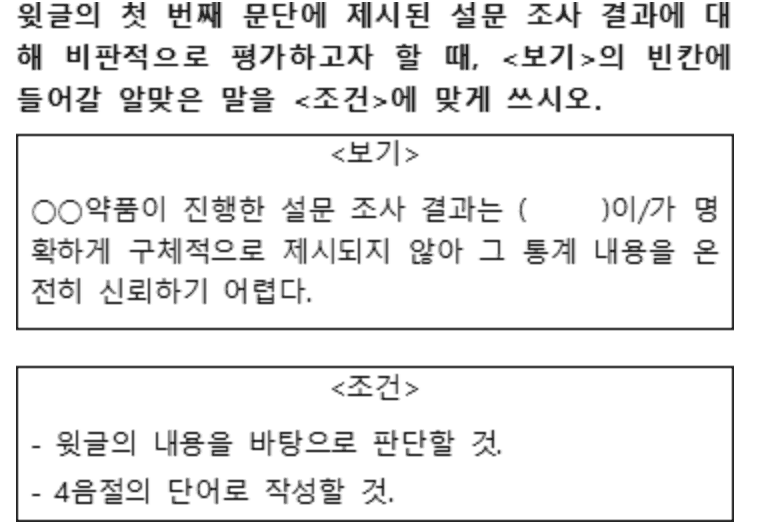 윗글의 첫 번째 문단에 제시된 설문 조사 결과에 대
해 비판적으로 평가하고자 할 때, <보기>의 빈칸에
들어갈 알맞은 말을 <조건>에 맞게 쓰시오.
<보기>
○○약품이 진행한 설문 조사 결과는 (          )이/가 명
확하게 구체적으로 제시되지 않아 그 통계 내용을 온
전히 신뢰하기 어렵다.
<조건>
- 윗글의 내용을 바탕으로 판단할 것.
- 4음절의 단어로 작성할 것.